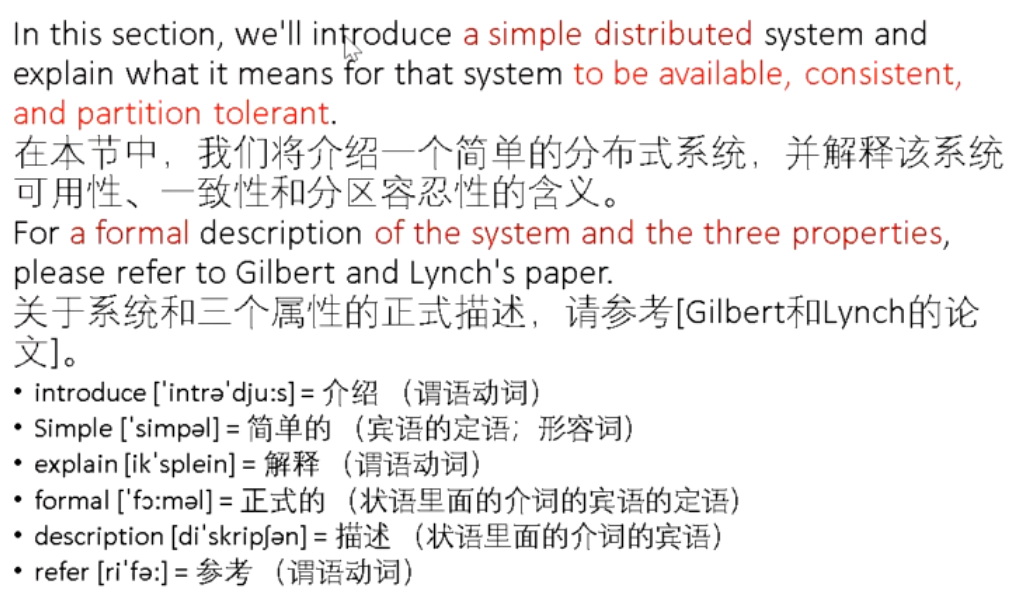 In this section, we'll introduce a simple distributed system and
explain what it means for that system to be available, consistent,
and partition tolerant.
在本节中，我们将介绍一个简单的分布式系统，并解释该系统
可用性、一致性和分区容忍性的含义。
For a formal description of the system and the three properties,
please refer to Gilbert and Lynch's paper.
关于系统和三个属性的正式描述，请参考[Gilbert和Lynch的论
文]。
• introduce [ˈintrəˈdju:s] = 介绍 （谓语动词）
• Simple [ˈsimpəl] = 简单的 （宾语的定语；形容词）
• explain [ikˈsplein] = 解释 （谓语动词）
• formal [ˈfɔ:məl] = 正式的 （状语里面的介词的宾语的定语）
• description [diˈskripʃən] = 描述 （状语里面的介词的宾语）
• refer [riˈfə:] = 参考 （谓语动词）